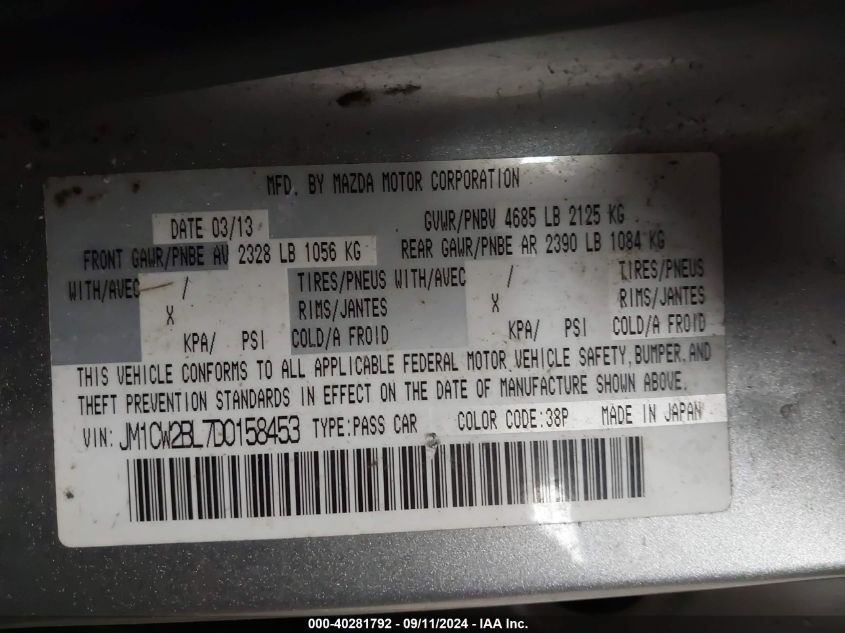 MFD. BY MAZDA MOTOR CORPORATION
DATE 03/13 GVWR/PNBV 4685 LB 2125 KG
FRONT GAWR/PNBE AV 2328 LB 1056 KG REAR GAWR/PNBE AR 2390 LB 1084 KG
WITH/AVEC / TIRES/PNEUS WITH/AVEC / TIRES/PNEUS
X RIMS/JANTES X RIMS/JANTES
KPA/ PSI COLD/A FROID KPA/ PSI COLD/A FROID
THIS VEHICLE CONFORMS TO ALL APPLICABLE FEDERAL MOTOR VEHICLE SAFETY, BUMPER, AND
THEFT PREVENTION STANDARDS IN EFFECT ON THE DATE OF MANUFACTURE SHOWN ABOVE.
VIN: JM1CW2BL7D0158453 TYPE:PASS CAR COLOR CODE:38P MADE IN JAPAN
000-40281792 - 09/11/2024 - IAA Inc.